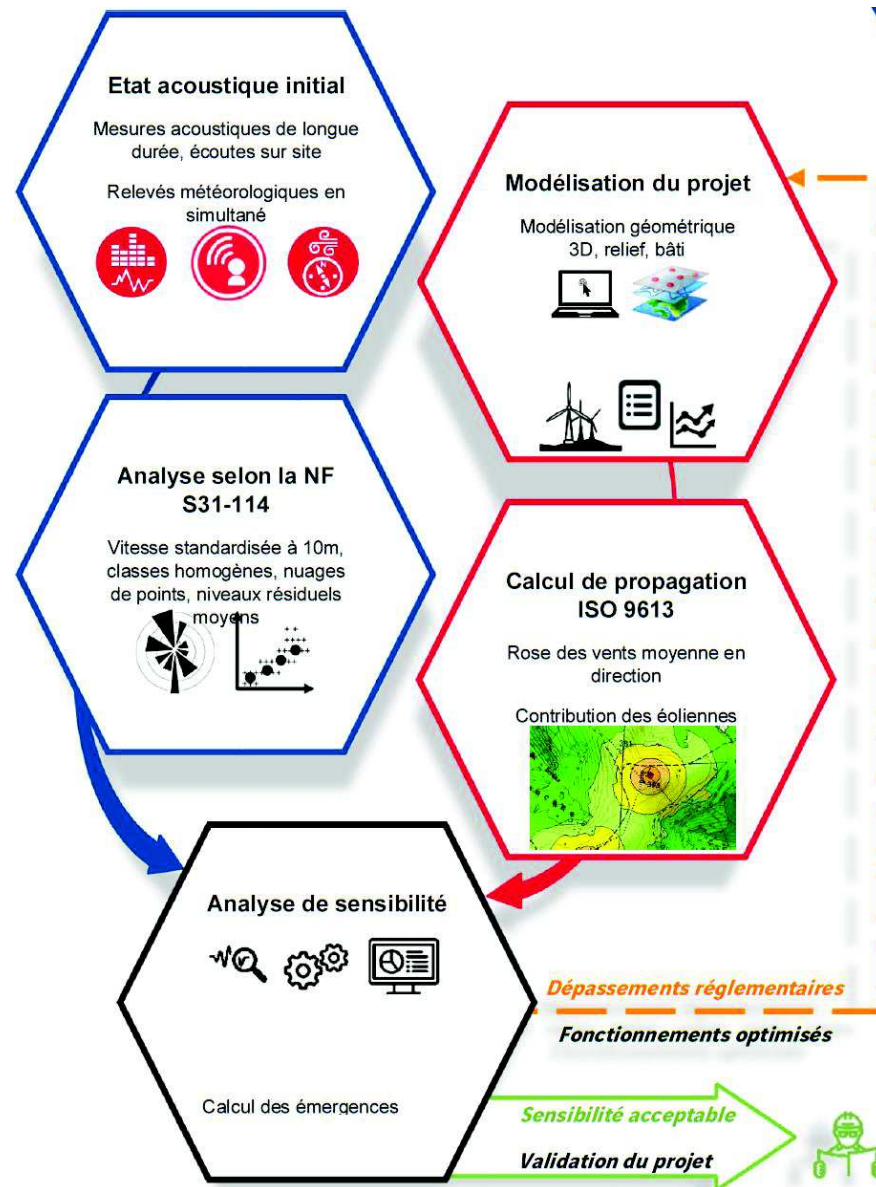 Etat acoustique initial
Mesures acoustiques de longue
durée, écoutes sur site
Relevés météorologiques en
simultané
Modélisation du projet
Modélisation géométrique
3D, relief, bâti
Analyse selon la NF
S31-114
Vitesse standardisée à 10m,
classes homogènes, nuages
de points, niveaux résiduels
moyens
Calcul de propagation
ISO 9613
Rose des vents moyenne en
direction
Contribution des éoliennes
Analyse de sensibilité
Calcul des émergences
Dépassements réglementaires
Fonctionnements optimisés
Sensibilité acceptable
Validation du projet